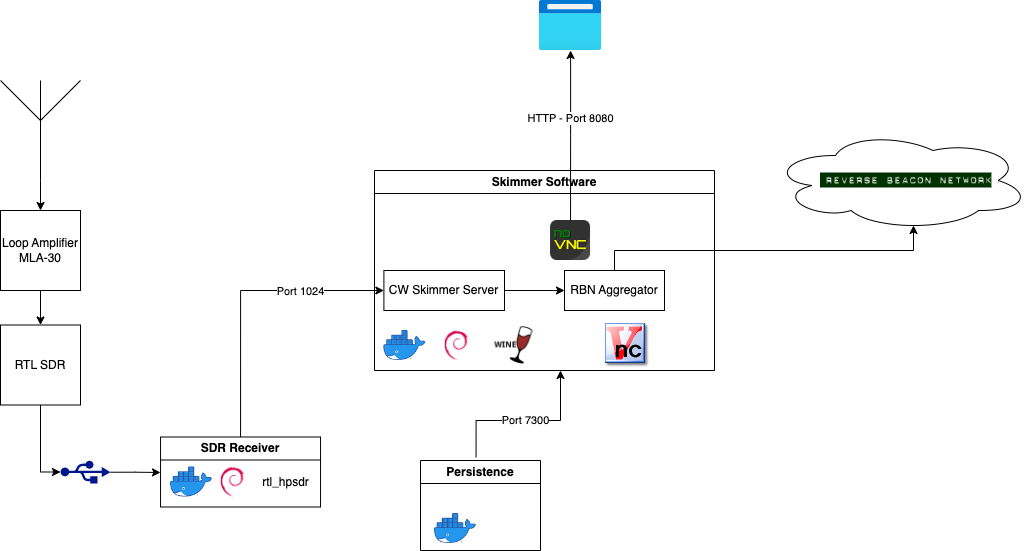 HTTP - Port 8080
Skimmer Software
REVERSE BEACON NETWORK
Loop Amplifier
MLA-30
no
VNC
Port 1024
CW Skimmer Server
RBN Aggregator
WINE
Vnc
RTL SDR
Port 7300
SDR Receiver
rtl_hpsdr
Persistence